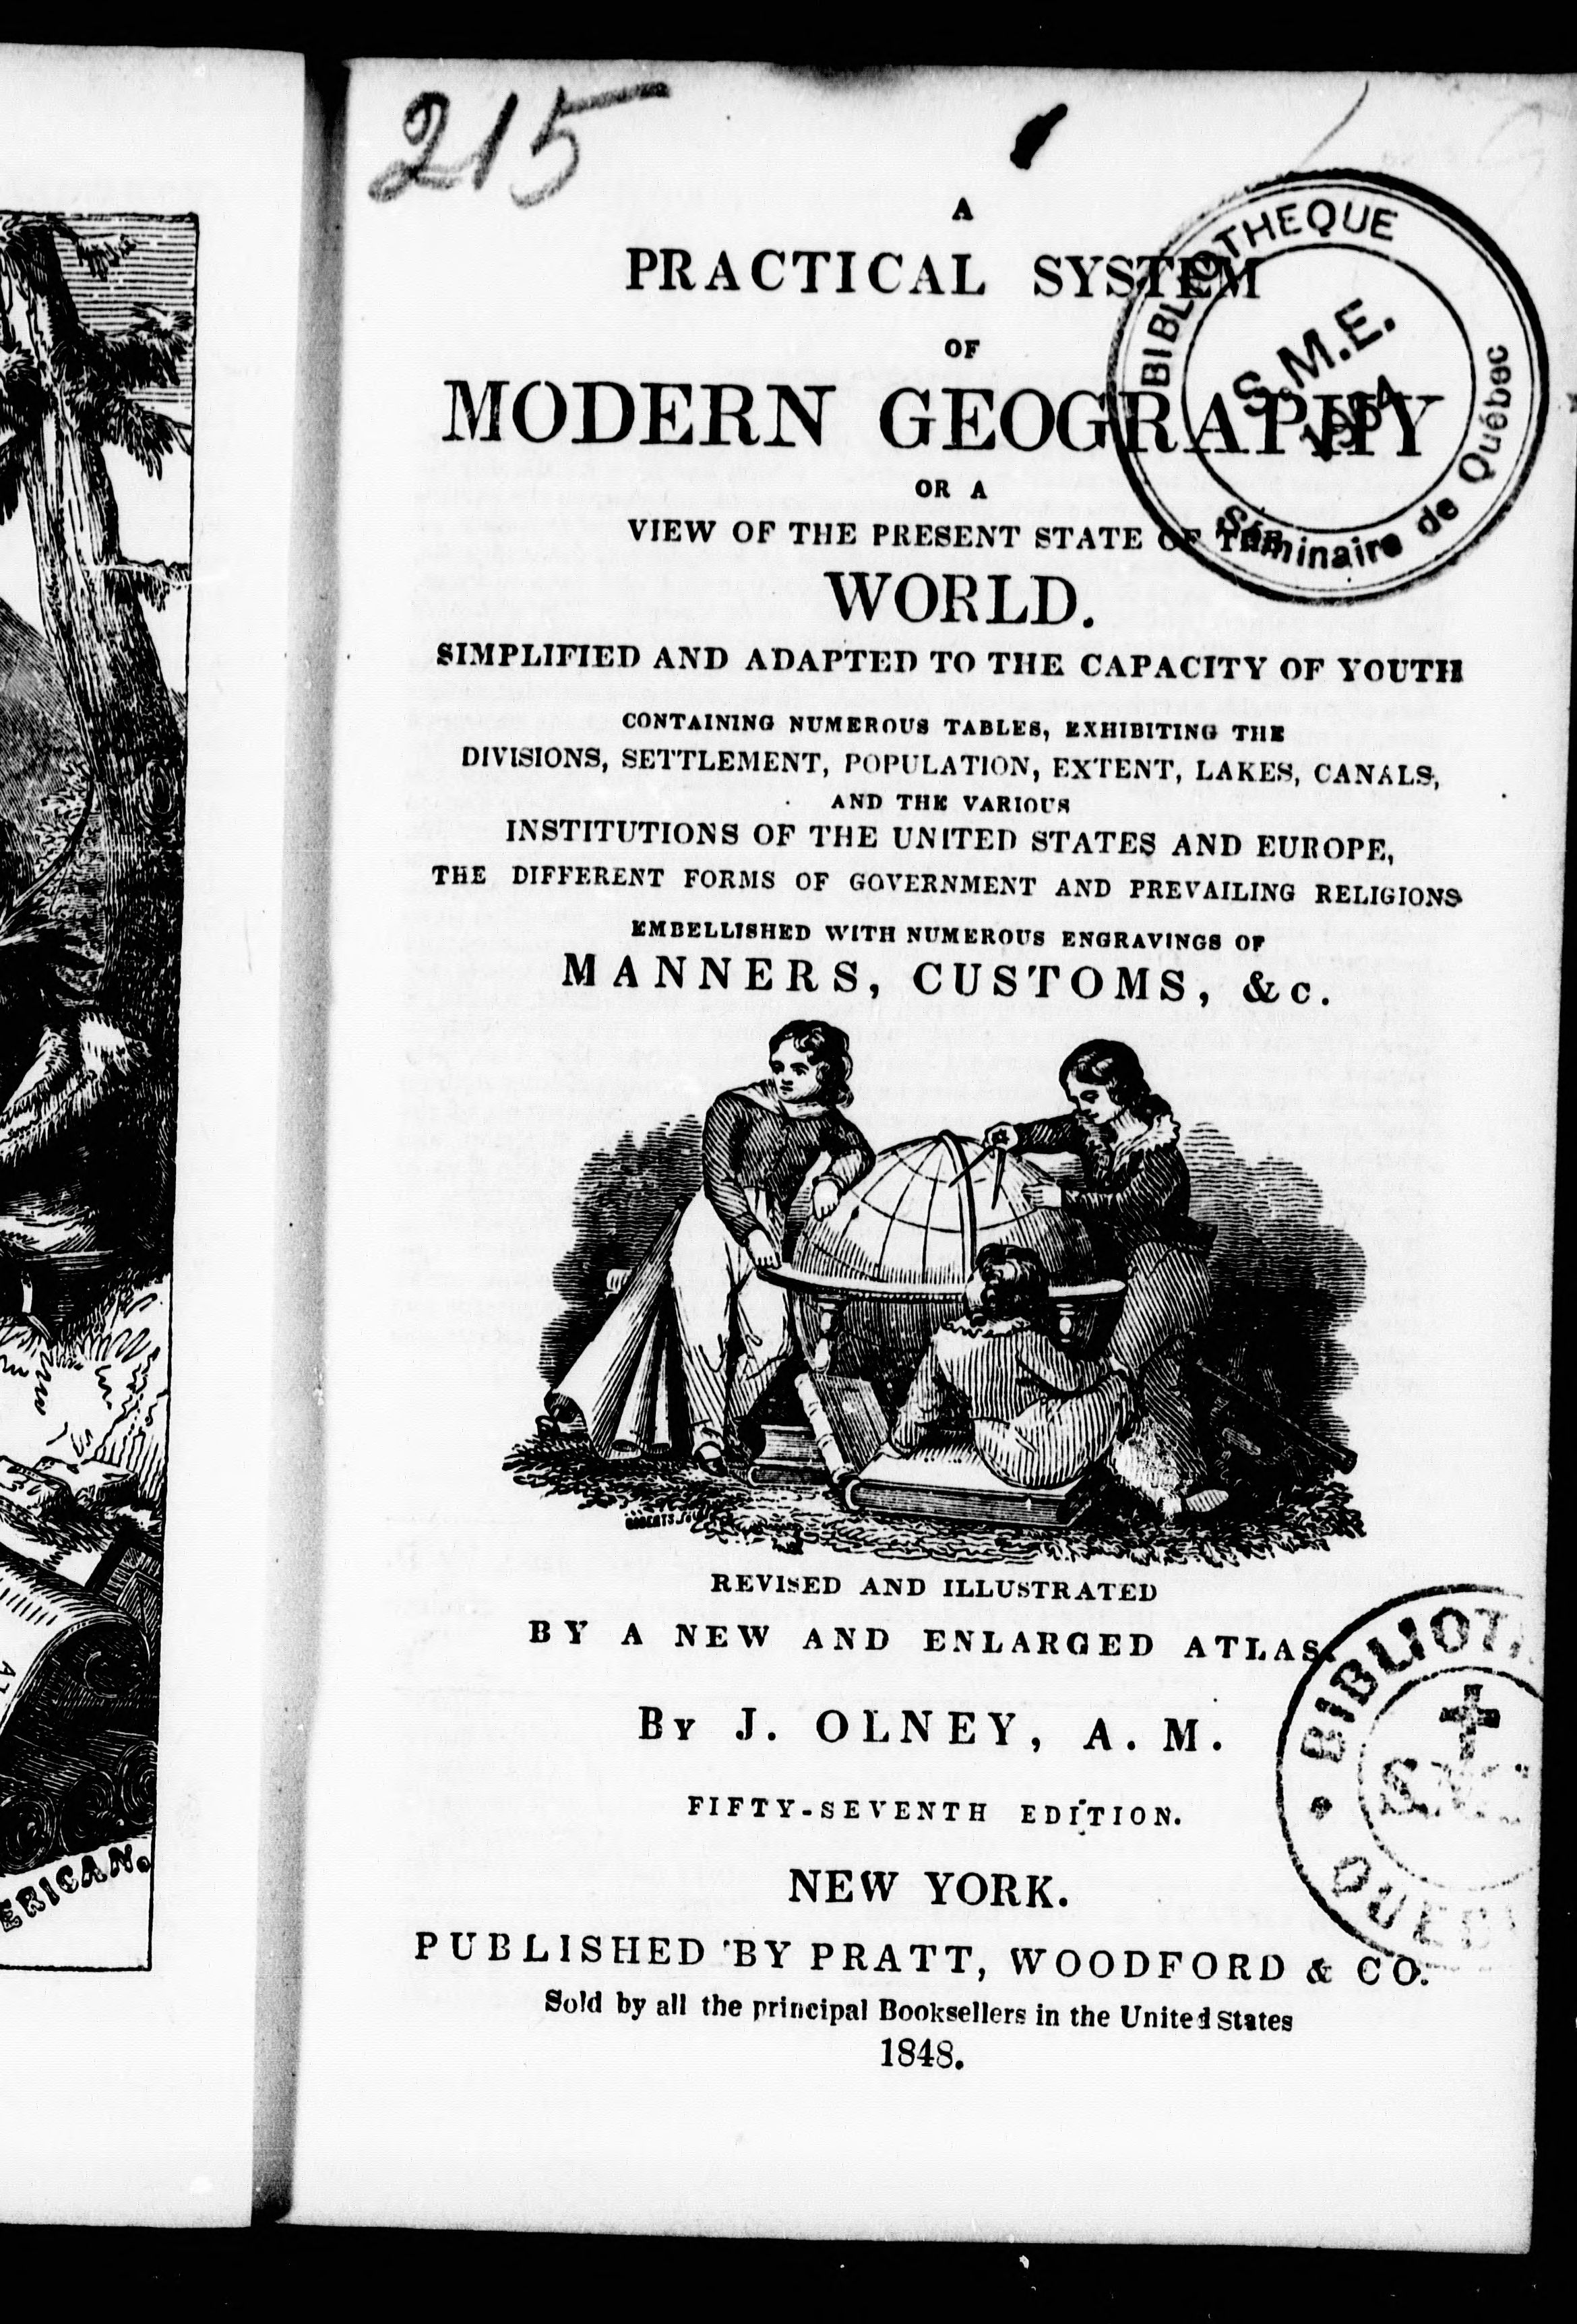 215
A
PRACTICAL SYSTEM
OF
MODERN GEOGRAPHY
OR A
VIEW OF THE PRESENT STATE OF THE
WORLD.
SIMPLIFIED AND ADAPTED TO THE CAPACITY OF YOUTH
CONTAINING NUMEROUS TABLES, EXHIBITING THE
DIVISIONS, SETTLEMENT, POPULATION, EXTENT, LAKES, CANALS,
AND THE VARIOUS
INSTITUTIONS OF THE UNITED STATES AND EUROPE,
THE DIFFERENT FORMS OF GOVERNMENT AND PREVAILING RELIGIONS
EMBELLISHED WITH NUMEROUS ENGRAVINGS OF
MANNERS, CUSTOMS, &c.
REVISED AND ILLUSTRATED
BY A NEW AND ENLARGED ATLAS.
By J. OLNEY, A. M.
FIFTY-SEVENTH EDITION.
NEW YORK.
PUBLISHED BY PRATT, WOODFORD & CO.
Sold by all the principal Booksellers in the United States
1848.
BIBLIOTHEQUE
S.M.E.
Séminaire de Québec
BIBLIOT
QUEB
ERICAN.